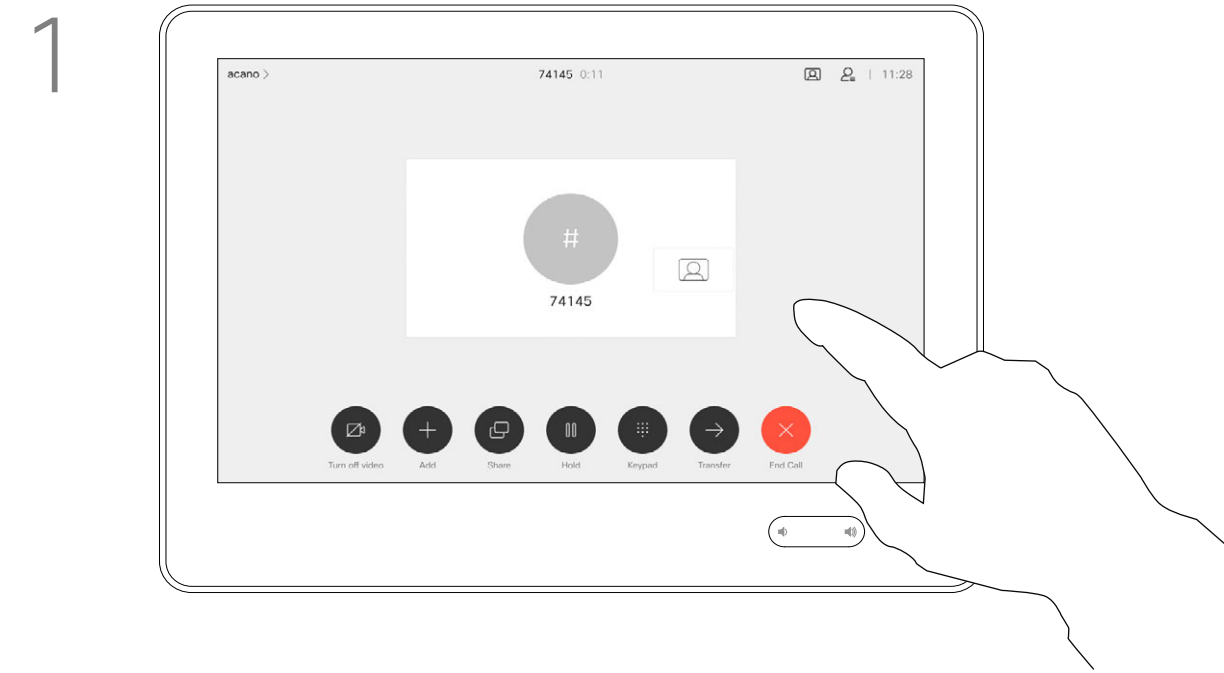 1
acano >
74145 0:11
11:28
#
74145
Turn off video
Add
Share
Hold
Keypad
Transfer
End Call